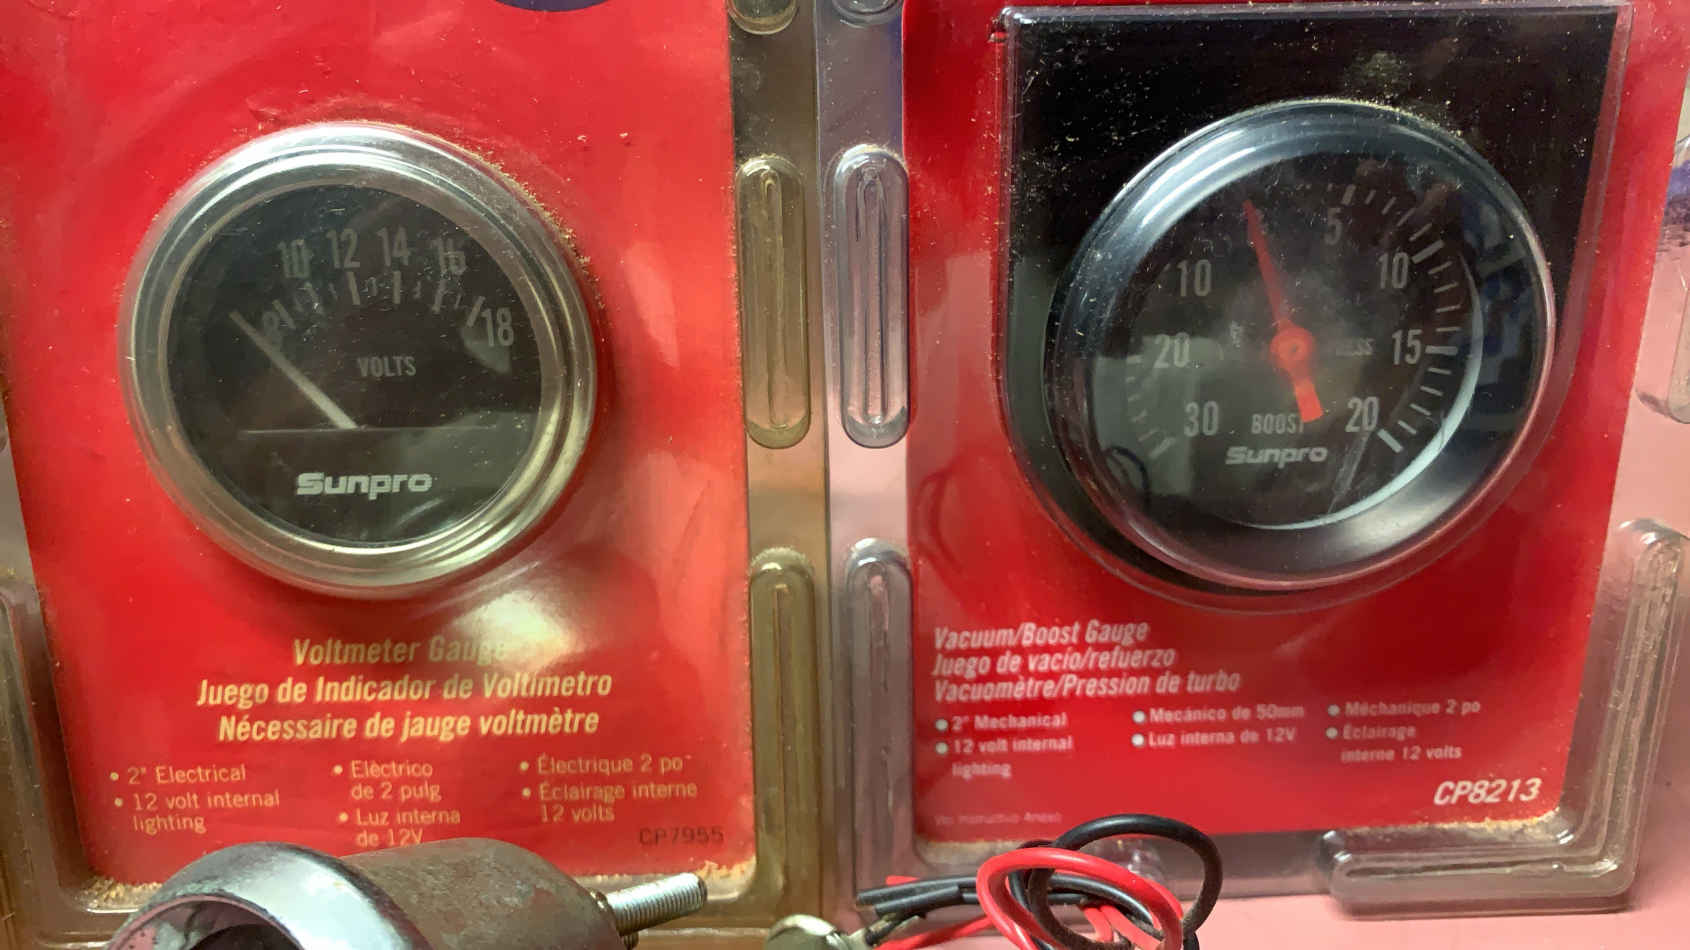 10 12 14 16
8
18
VOLTS
Sunpro
Voltmeter Gauge
Juego de Indicador de Voltímetro
Nécessaire de jauge voltmètre
• 2" Electrical
• 12 volt internal
lighting
• Eléctrico
de 2 pulg
• Luz interna
de 12V
• Électrique 2 po
• Éclairage interne
12 volts
CP7955
5
10
10
20
15
30
BOOST
20
Sunpro
Vacuum/Boost Gauge
Juego de vacío/refuerzo
Vacuomètre/Pression de turbo
• 2" Mechanical
• 12 volt internal
lighting
• Mecánico de 50mm
• Luz interna de 12V
• Méchanique 2 po
• Éclairage
interne 12 volts
CP8213